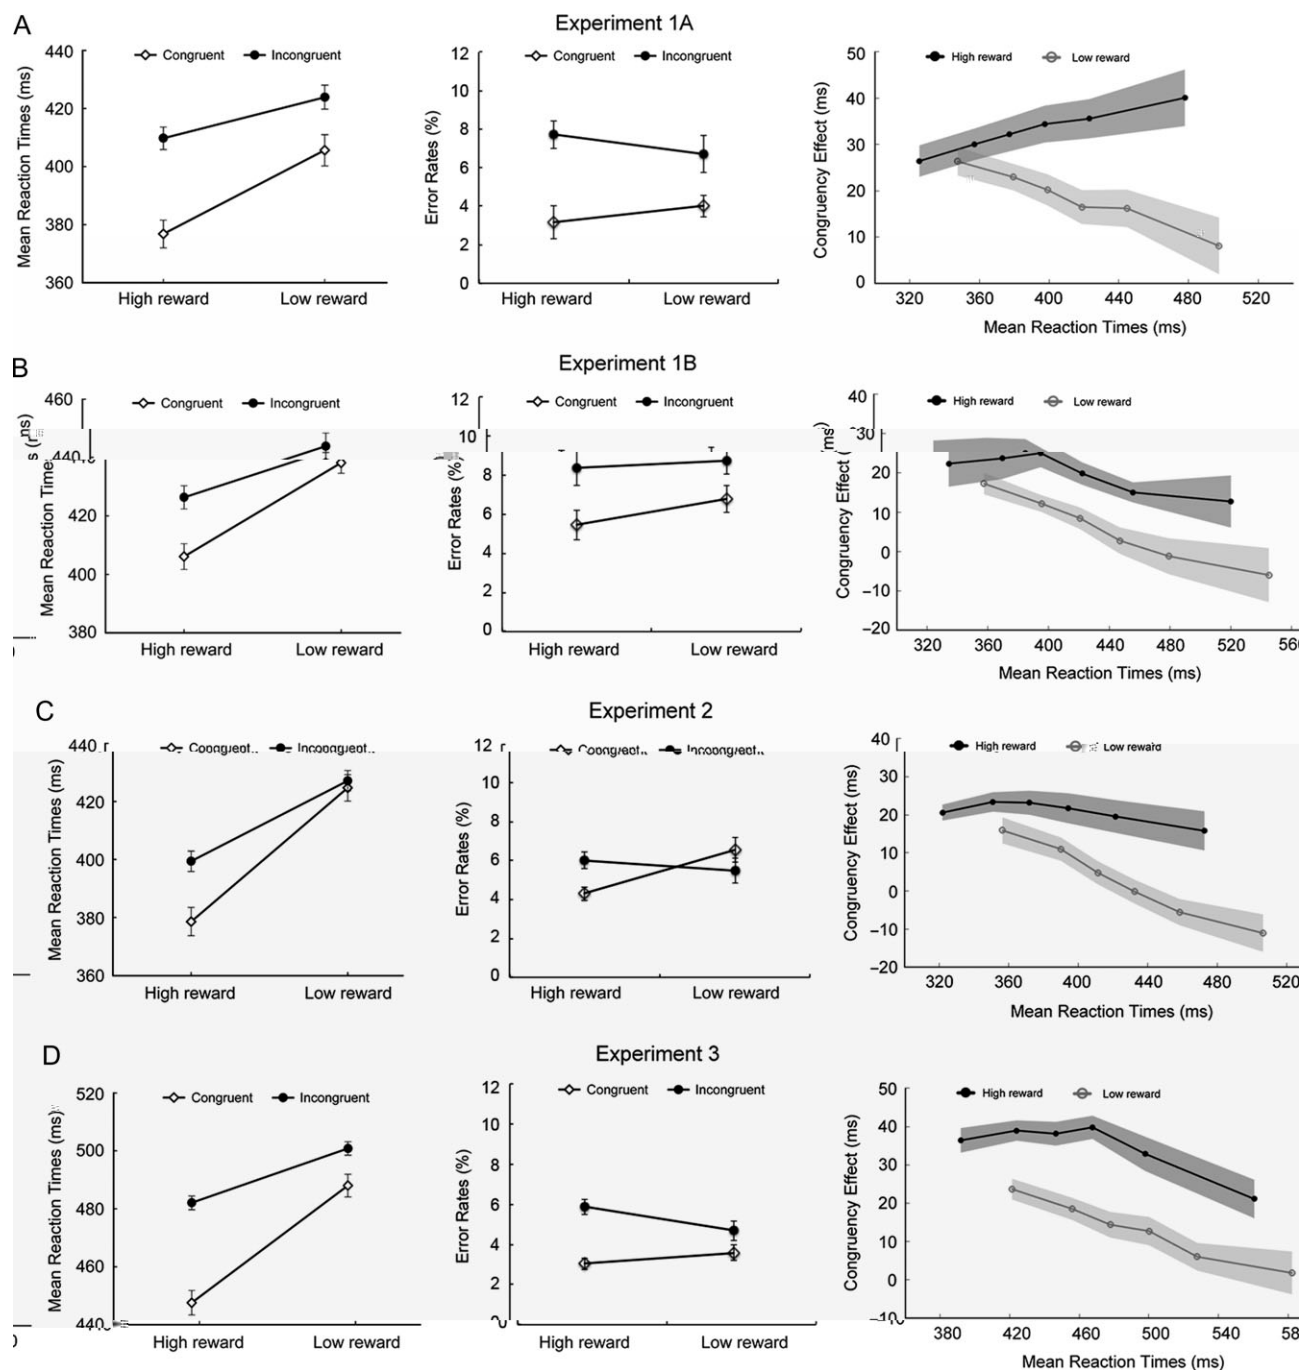 A
Experiment 1A
Congruent Incongruent
Mean Reaction Times (ms)
440
420
400
380
360
High reward Low reward
Congruent Incongruent
Error Rates (%)
12
10
8
6
4
2
0
High reward Low reward
High reward Low reward
Congruency Effect (ms)
50
40
30
20
10
0
320 360 400 440 480 520
Mean Reaction Times (ms)
B
Experiment 1B
Congruent Incongruent
460
420
400
380
High reward Low reward
Congruent Incongruent
Error Rates (%)
12
10
8
6
4
2
0
High reward Low reward
High reward Low reward
Congruency Effect
40
20
10
0
−10
−20
320 360 400 440 480 520
Mean Reaction Times (ms)
C
Experiment 2
Mean Reaction Times (ms)
440
420
400
380
360
High reward Low reward
Error Rates (%)
12
10
8
6
4
2
0
High reward Low reward
High reward Low reward
Congruency Effect (ms)
40
30
20
10
0
−10
−20
320 360 400 440 480 520
Mean Reaction Times (ms)
D
Experiment 3
Congruent Incongruent
Mean Reaction Times (ms)
520
500
480
460
440
High reward Low reward
Congruent Incongruent
Error Rates (%)
12
10
8
6
4
2
High reward Low reward
High reward Low reward
Congruency Effect (ms)
50
40
30
20
10
0
380 420 460 500 540
Mean Reaction Times (ms)